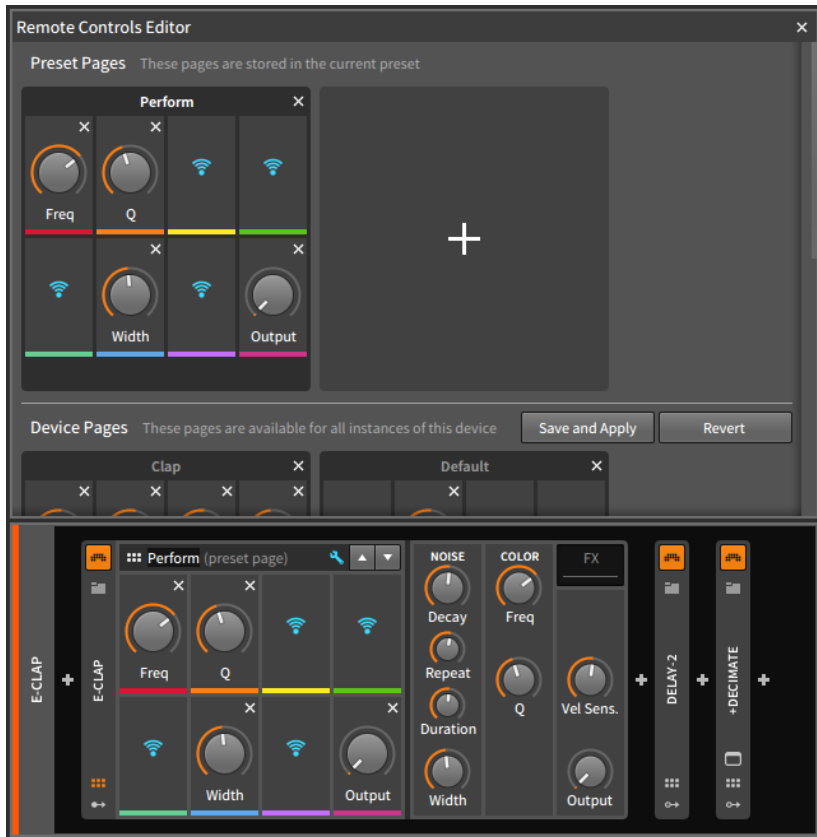 Remote Controls Editor
Preset Pages These pages are stored in the current preset
Perform
Freq Q
Width Output
Device Pages These pages are available for all instances of this device Save and Apply Revert
Clap Default
E-CLAP
E-CLAP
Perform (preset page)
Freq Q
Width Output
NOISE
Decay
Repeat
Duration
Width
COLOR
Freq
Q
FX
Vel Sens.
Output
DELAY-2
+DECIMATE